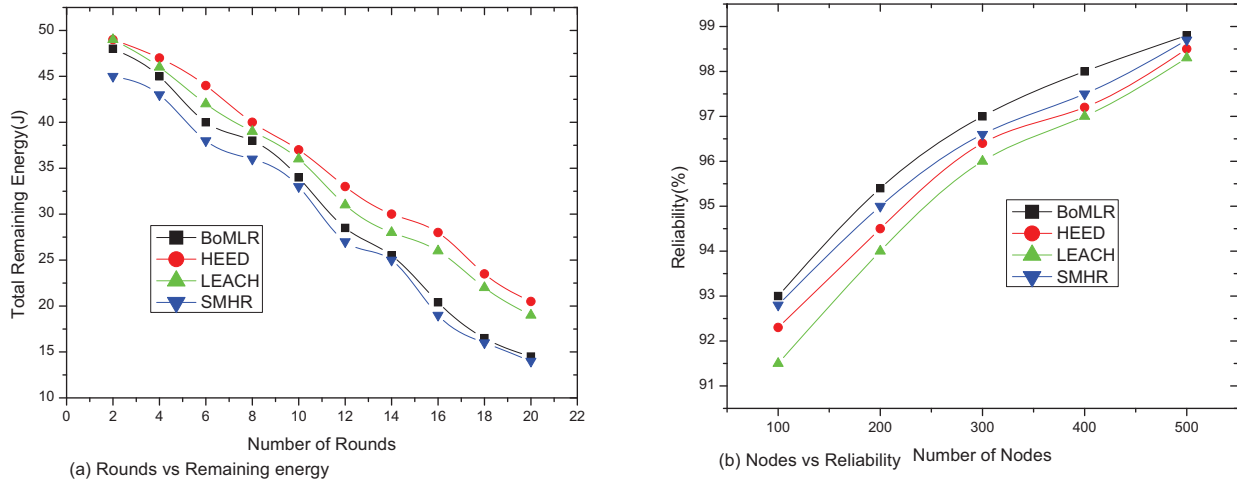 50
45
40
35
30
25
20
15
10
Total Remaining Energy(J)
BoMLR
HEED
LEACH
SMHR
0 2 4 6 8 10 12 14 16 18 20 22
Number of Rounds
(a) Rounds vs Remaining energy
99
98
97
96
95
94
93
92
91
Reliability(%)
BoMLR
HEED
LEACH
SMHR
100 200 300 400 500
Number of Nodes
(b) Nodes vs Reliability